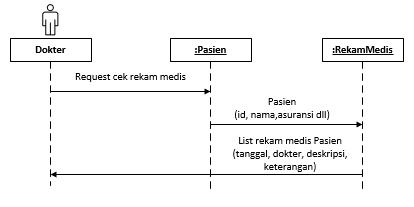 Dokter
:Pasien
:RekamMedis
Request cek rekam medis
Pasien
(id, nama,asuransi dll)
List rekam medis Pasien
(tanggal, dokter, deskripsi,
keterangan)